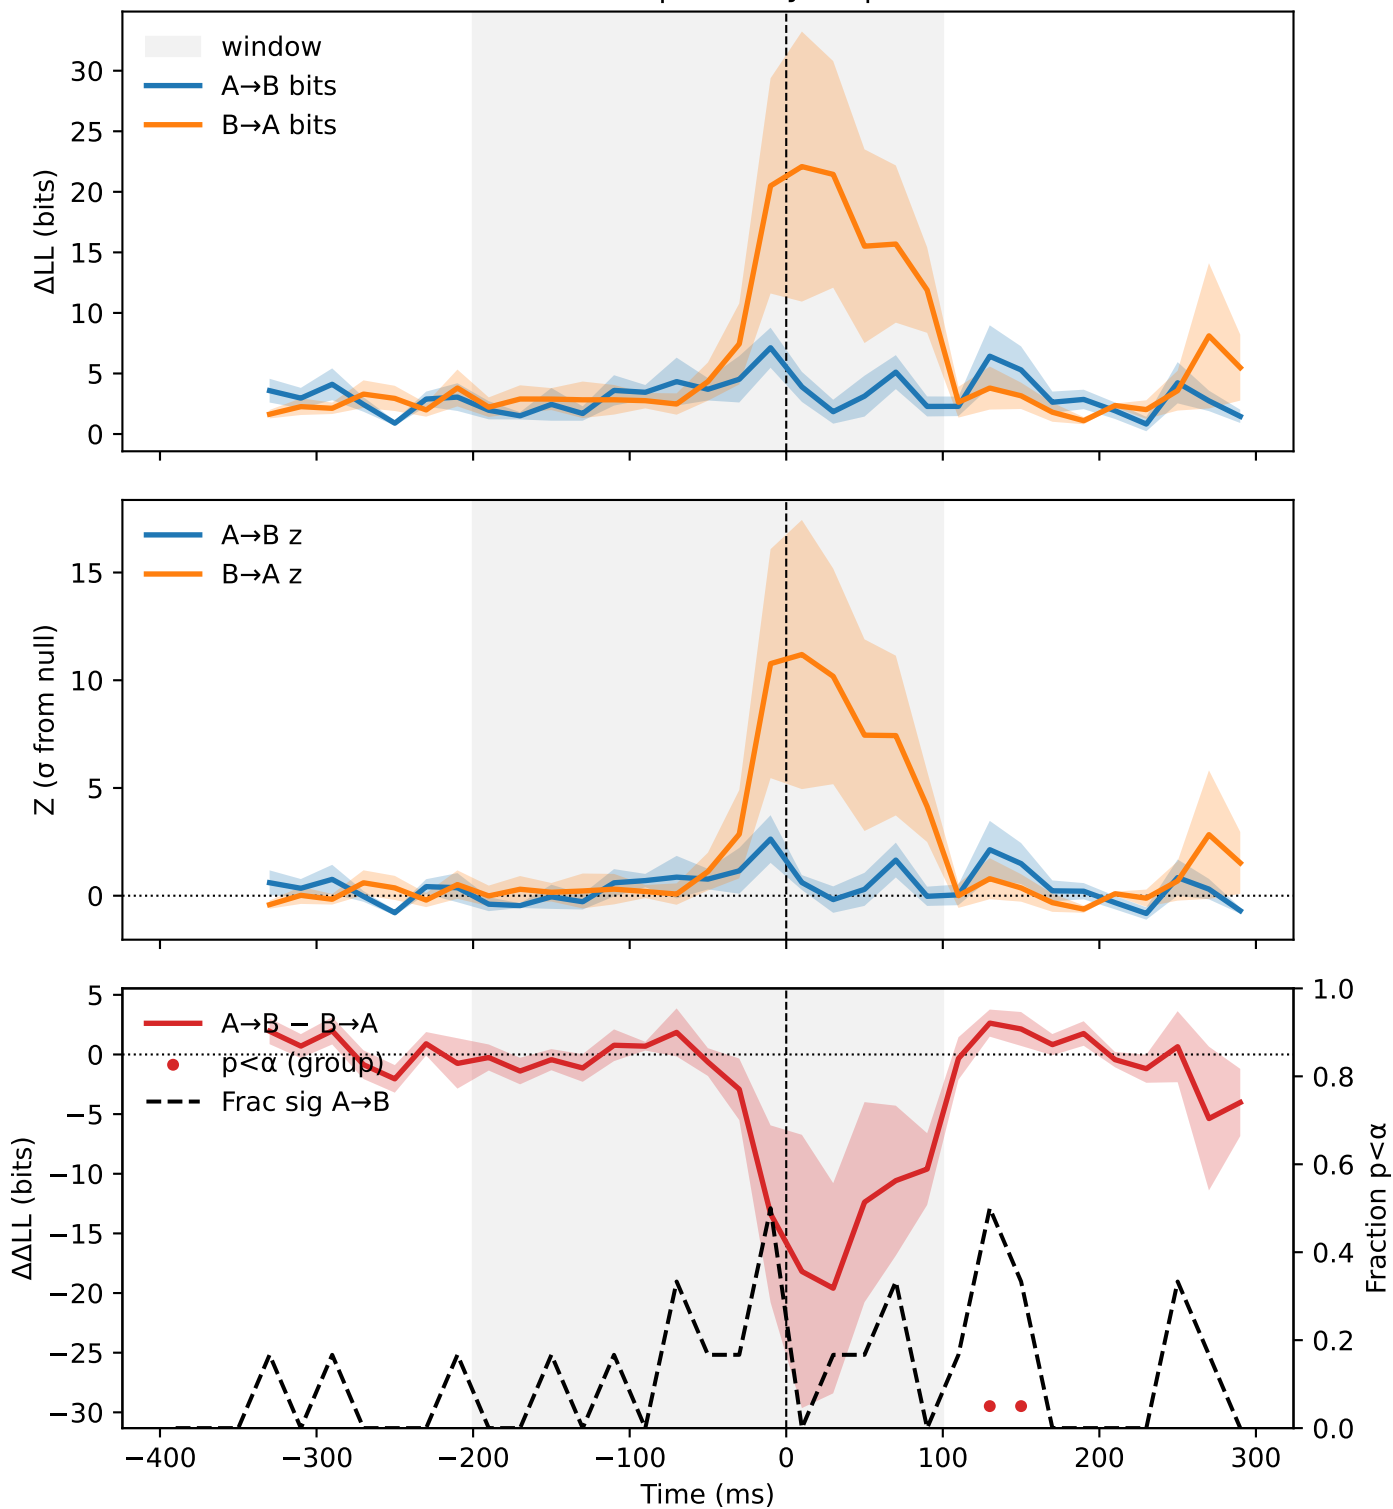 window
A→B bits
B→A bits
ΔLL (bits)
30
25
20
15
10
5
0
A→B z
B→A z
Z (σ from null)
15
10
5
0
A→B − B→A
p<α (group)
Frac sig A→B
ΔΔLL (bits)
5
0
−5
−10
−15
−20
−25
−30
1.0
0.8
0.6
0.4
0.2
0.0
Fraction p<α
−400
−300
−200
−100
0
100
200
300
Time (ms)